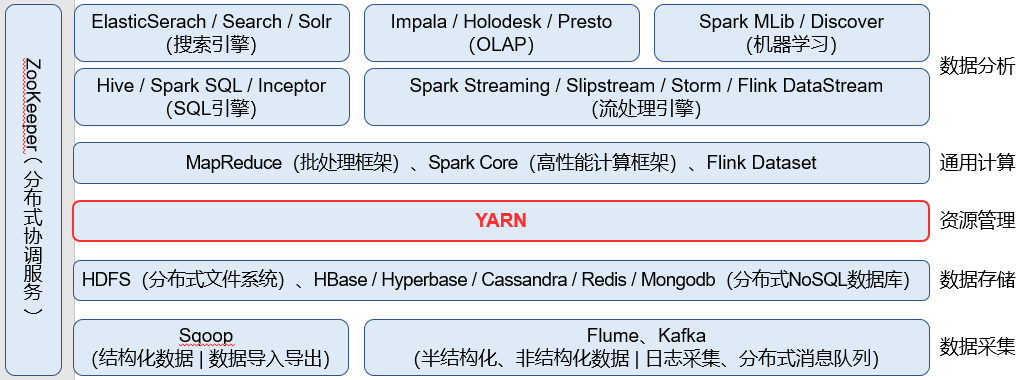 ZooKeeper（分布式协调服务）
ElasticSerach / Search / Solr
（搜索引擎）
Impala / Holodesk / Presto
（OLAP）
Spark MLib / Discover
（机器学习）
数据分析
Hive / Spark SQL / Inceptor
（SQL引擎）
Spark Streaming / Slipstream / Storm / Flink DataStream
（流处理引擎）
MapReduce（批处理框架）、Spark Core（高性能计算框架）、Flink Dataset
通用计算
YARN
资源管理
HDFS（分布式文件系统）、HBase / Hyperbase / Cassandra / Redis / Mongodb（分布式NoSQL数据库）
数据存储
Sqoop
（结构化数据 | 数据导入导出）
Flume、Kafka
（半结构化、非结构化数据 | 日志采集、分布式消息队列）
数据采集